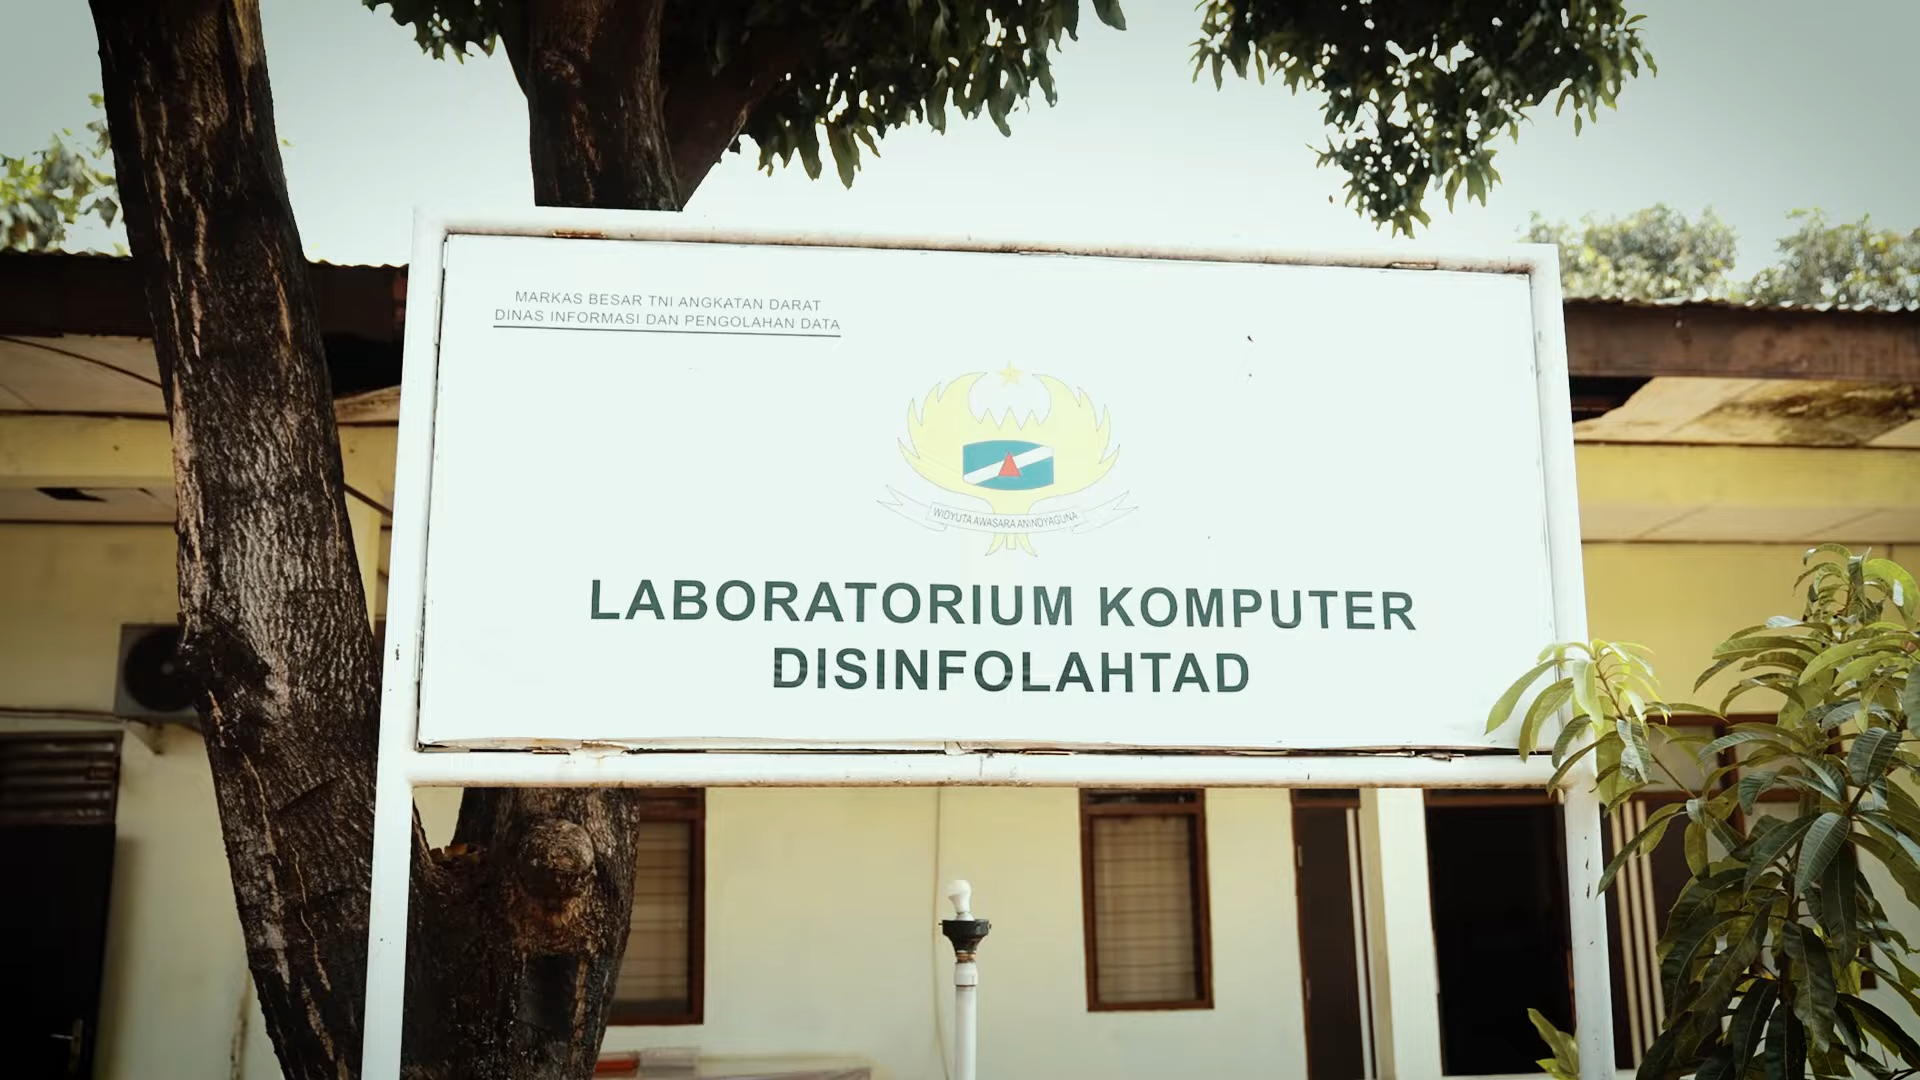 MARKAS BESAR TNI ANGKATAN DARAT
DINAS INFORMASI DAN PENGOLAHAN DATA
WIDYUTA AWASARA ANINDYAGUNA
LABORATORIUM KOMPUTER
DISINFOLAHTAD